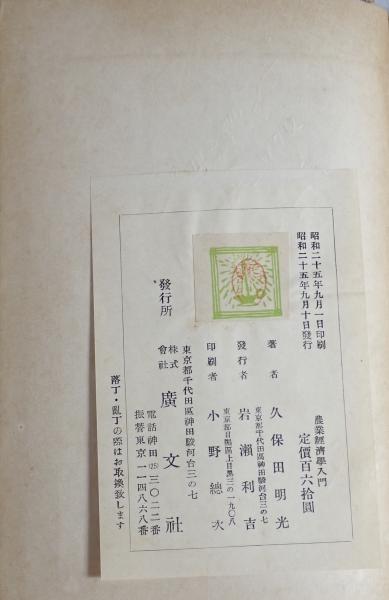 昭和二十五年九月一日印刷
昭和二十五年九月十日發行
農業經濟學入門
定價百六拾圓
著者 久保田明光
東京都千代田區神田駿河台三の七
發行者 岩瀨利吉
東京都目黑區上目黑三の一九〇八
印刷者 小野總次
東京都千代田區神田駿河台三の七
發行所 株式會社 廣文社
電話神田(25)三〇二二番
振替東京一一四八六八番
落丁・亂丁の際はお取換致します